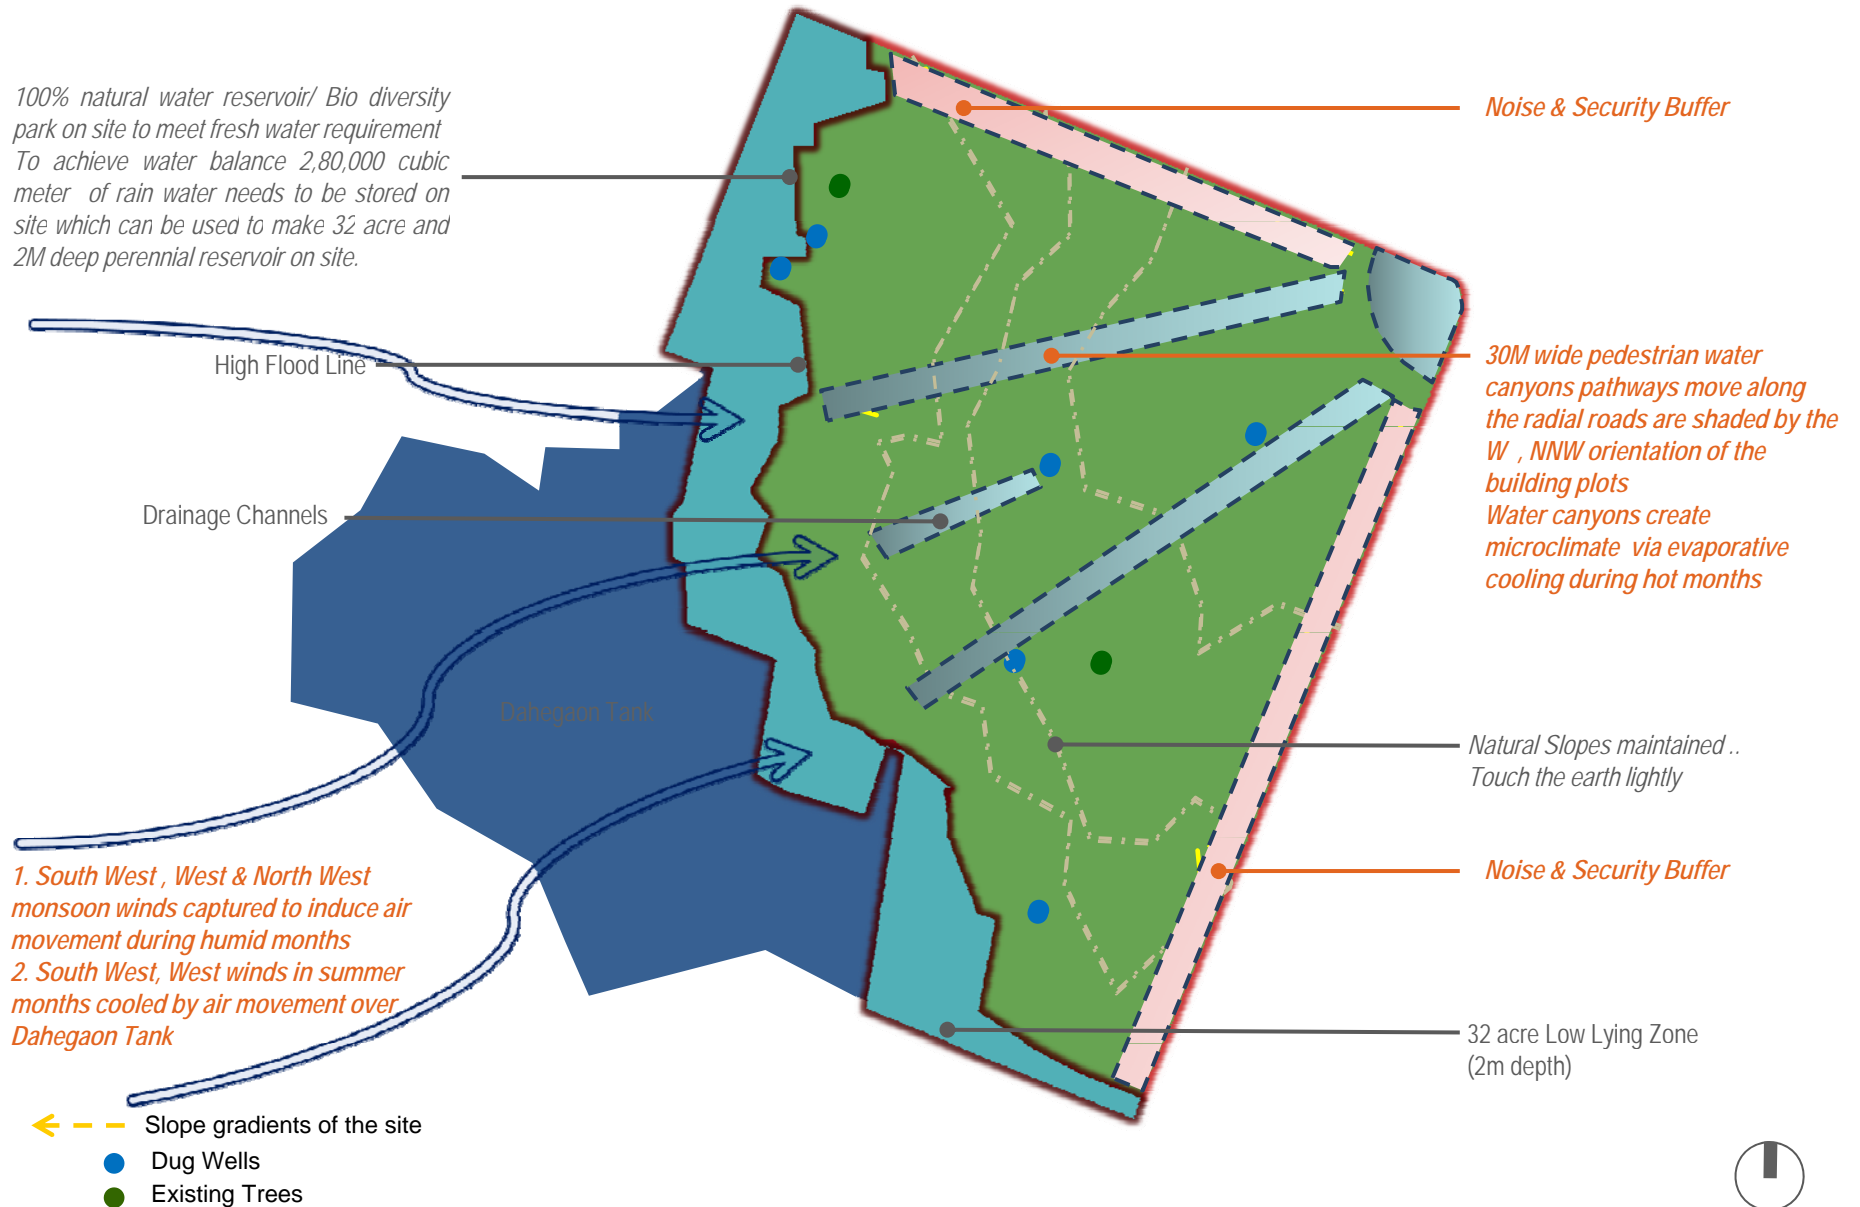 100% natural water reservoir/ Bio diversity
park on site to meet fresh water requirement
To achieve water balance 2,80,000 cubic
meter of rain water needs to be stored on
site which can be used to make 32 acre and
2M deep perennial reservoir on site.
High Flood Line
Drainage Channels
Dahegaon Tank
1. South West , West & North West
monsoon winds captured to induce air
movement during humid months
2. South West, West winds in summer
months cooled by air movement over
Dahegaon Tank
Slope gradients of the site
Dug Wells
Existing Trees
Noise & Security Buffer
30M wide pedestrian water
canyons pathways move along
the radial roads are shaded by the
W , NNW orientation of the
building plots
Water canyons create
microclimate via evaporative
cooling during hot months
Natural Slopes maintained ..
Touch the earth lightly
Noise & Security Buffer
32 acre Low Lying Zone
(2m depth)